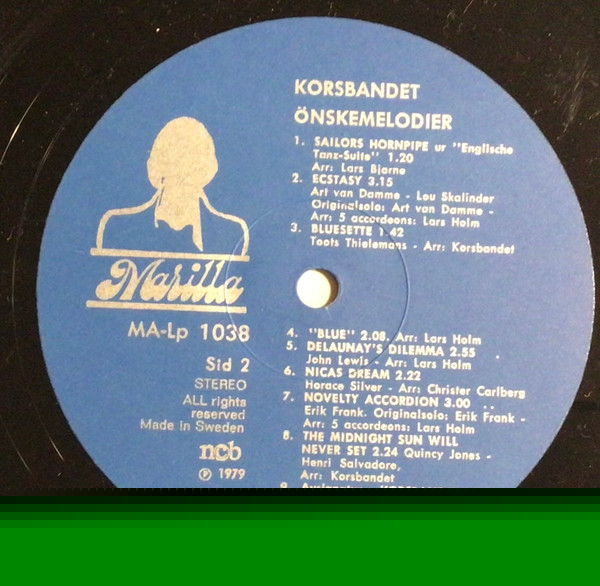 KORSBANDET
ÖNSKEMELODIER
1. SAILORS HORNPIPE ur "Englische
Tanz-Suite" 1.20
Arr: Lars Bjarne
2. ECSTASY 3.15
Art van Damme - Lou Skalinder
Originalsolo: Art van Damme -
Arr: 5 accordeons: Lars Holm
3. BLUESETTE 1.42
Toots Thielemans - Arr: Korsbandet
Marilla
MA-Lp 1038
Sid 2
STEREO
ALL rights
reserved
Made in Sweden
ncb
℗ 1979
4. "BLUE" 2.08. Arr: Lars Holm
5. DELAUNAY'S DILEMMA 2.55
John Lewis - Arr: Lars Holm
6. NICAS DREAM 2.22
Horace Silver - Arr: Christer Carlberg
7. NOVELTY ACCORDION 3.00
Erik Frank. Originalsolo: Erik Frank -
Arr: 5 accordeons: Lars Holm
8. THE MIDNIGHT SUN WILL
NEVER SET 2.24 Quincy Jones -
Henri Salvadore,
Arr: Korsbandet